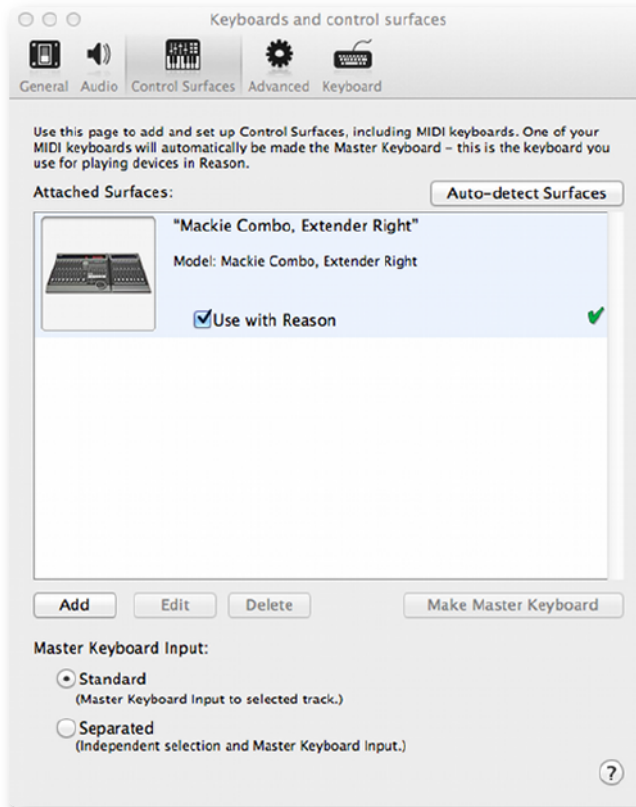 Keyboards and control surfaces
General Audio Control Surfaces Advanced Keyboard
Use this page to add and set up Control Surfaces, including MIDI keyboards. One of your
MIDI keyboards will automatically be made the Master Keyboard – this is the keyboard you
use for playing devices in Reason.
Attached Surfaces:
Auto-detect Surfaces
"Mackie Combo, Extender Right"
Model: Mackie Combo, Extender Right
Use with Reason
Add Edit Delete Make Master Keyboard
Master Keyboard Input:
Standard
(Master Keyboard Input to selected track.)
Separated
(Independent selection and Master Keyboard Input.)
?